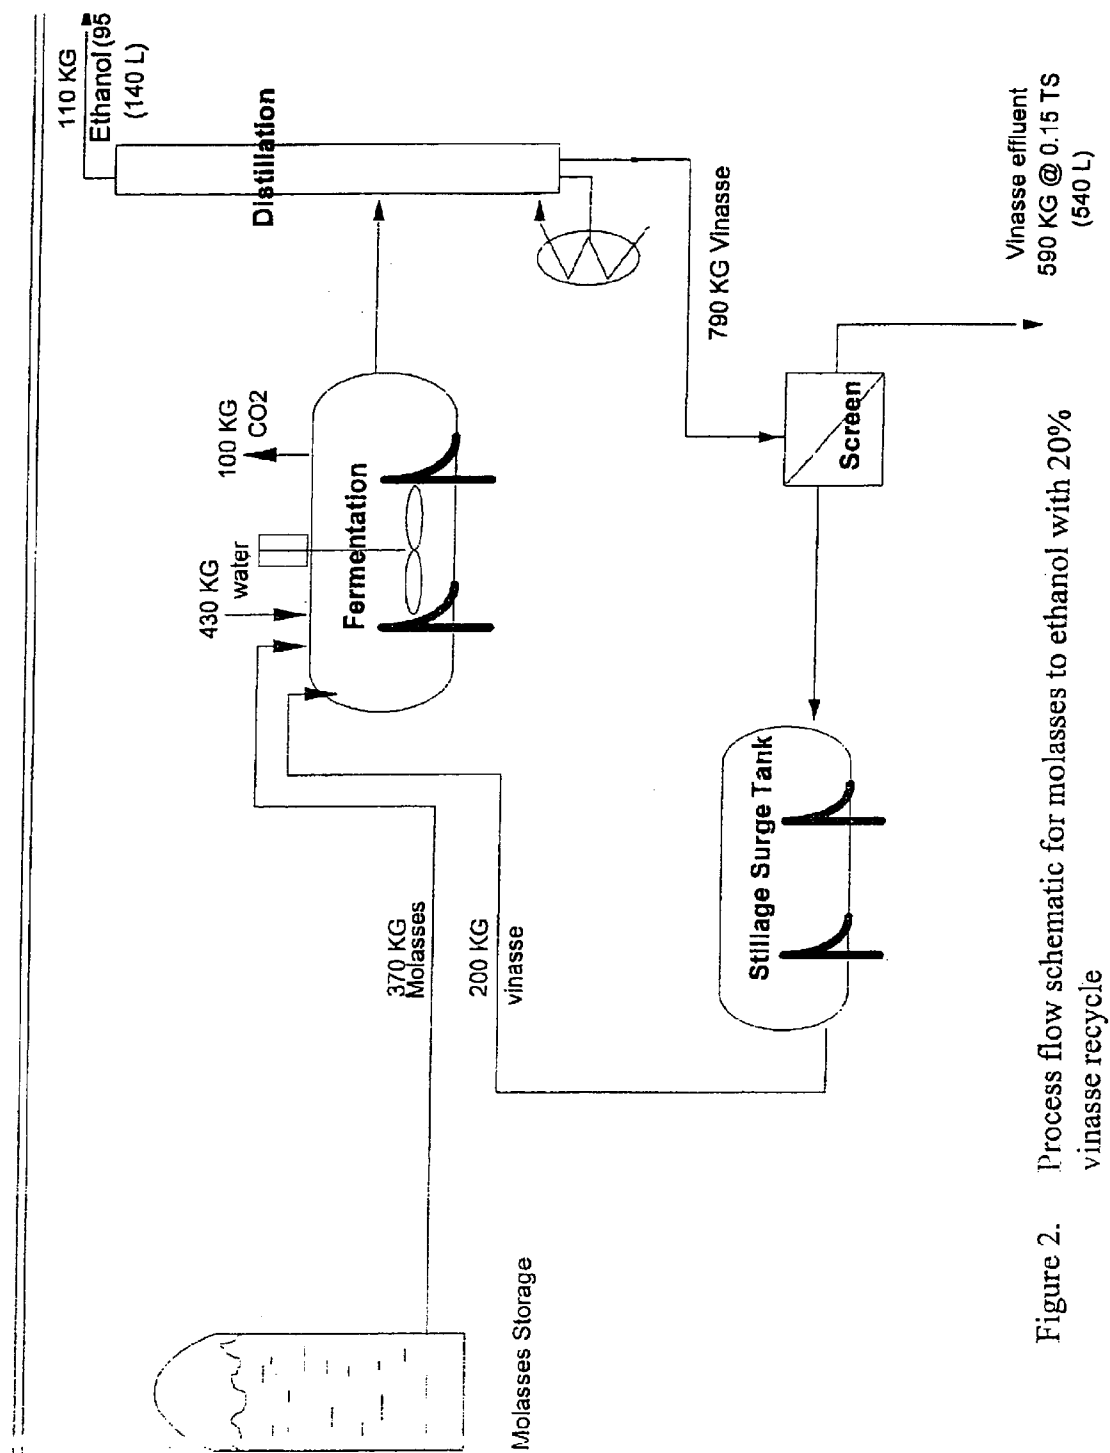 110 KG
Ethanol (95
(140 L)
Distillation
100 KG
CO2
430 KG
water
Fermentation
790 KG Vinasse
Vinasse effluent
590 KG @ 0.15 TS
(540 L)
Screen
370 KG
Molasses
200 KG
vinasse
Stillage Surge Tank
Molasses Storage
Figure 2. Process flow schematic for molasses to ethanol with 20%
vinasse recycle